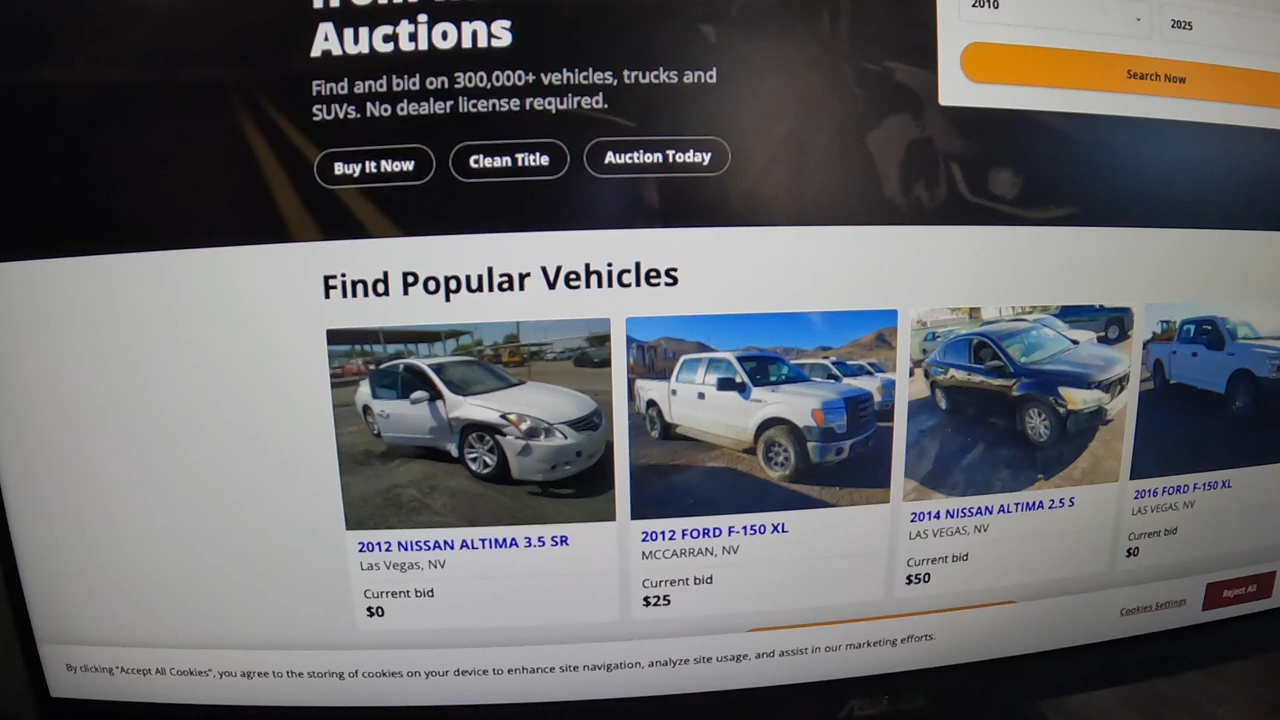 Auctions
Find and bid on 300,000+ vehicles, trucks and
SUVs. No dealer license required.
Buy It Now
Clean Title
Auction Today
2010
2025
Search Now
Find Popular Vehicles
2012 NISSAN ALTIMA 3.5 SR
Las Vegas, NV
Current bid
$0
2012 FORD F-150 XL
MCCARRAN, NV
Current bid
$25
2014 NISSAN ALTIMA 2.5 S
LAS VEGAS, NV
Current bid
$50
2016 FORD F-150 XL
LAS VEGAS, NV
Current bid
$0
By clicking "Accept All Cookies", you agree to the storing of cookies on your device to enhance site navigation, analyze site usage, and assist in our marketing efforts.
Cookies Settings
Reject All